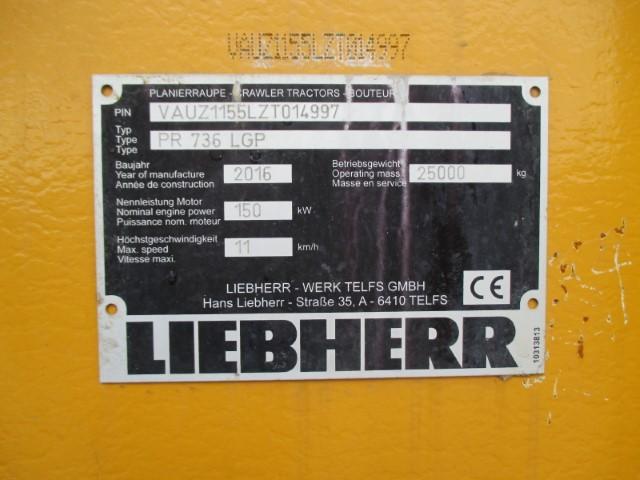 VAUZ1155LZT014997
PLANIERRAUPE - CRAWLER TRACTORS - BOUTEUR
PIN VAUZ1155LZT014997
Typ
Type PR 736 LGP
Type
Baujahr
Year of manufacture 2016
Année de construction
Betriebsgewicht
Operating mass 25000 kg
Masse en service
Nennleistung Motor
Nominal engine power 150 kW
Puissance nom. moteur
Höchstgeschwindigkeit
Max. speed 11 km/h
Vitesse maxi.
LIEBHERR - WERK TELFS GMBH
Hans Liebherr - Straße 35, A - 6410 TELFS
CE
LIEBHERR
10313813